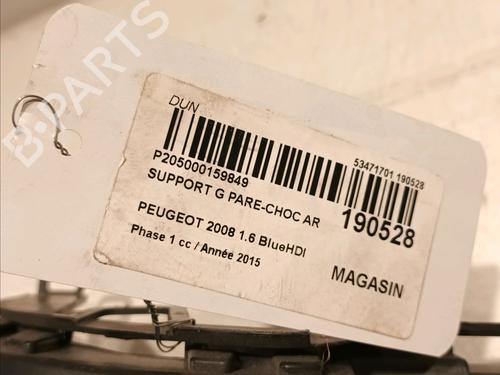 B-PARTS
DUN
53471701 190528
P205000159849
SUPPORT G PARE-CHOC AR
190528
PEUGEOT 2008 1.6 BlueHDI
Phase 1 cc / Année 2015
MAGASIN